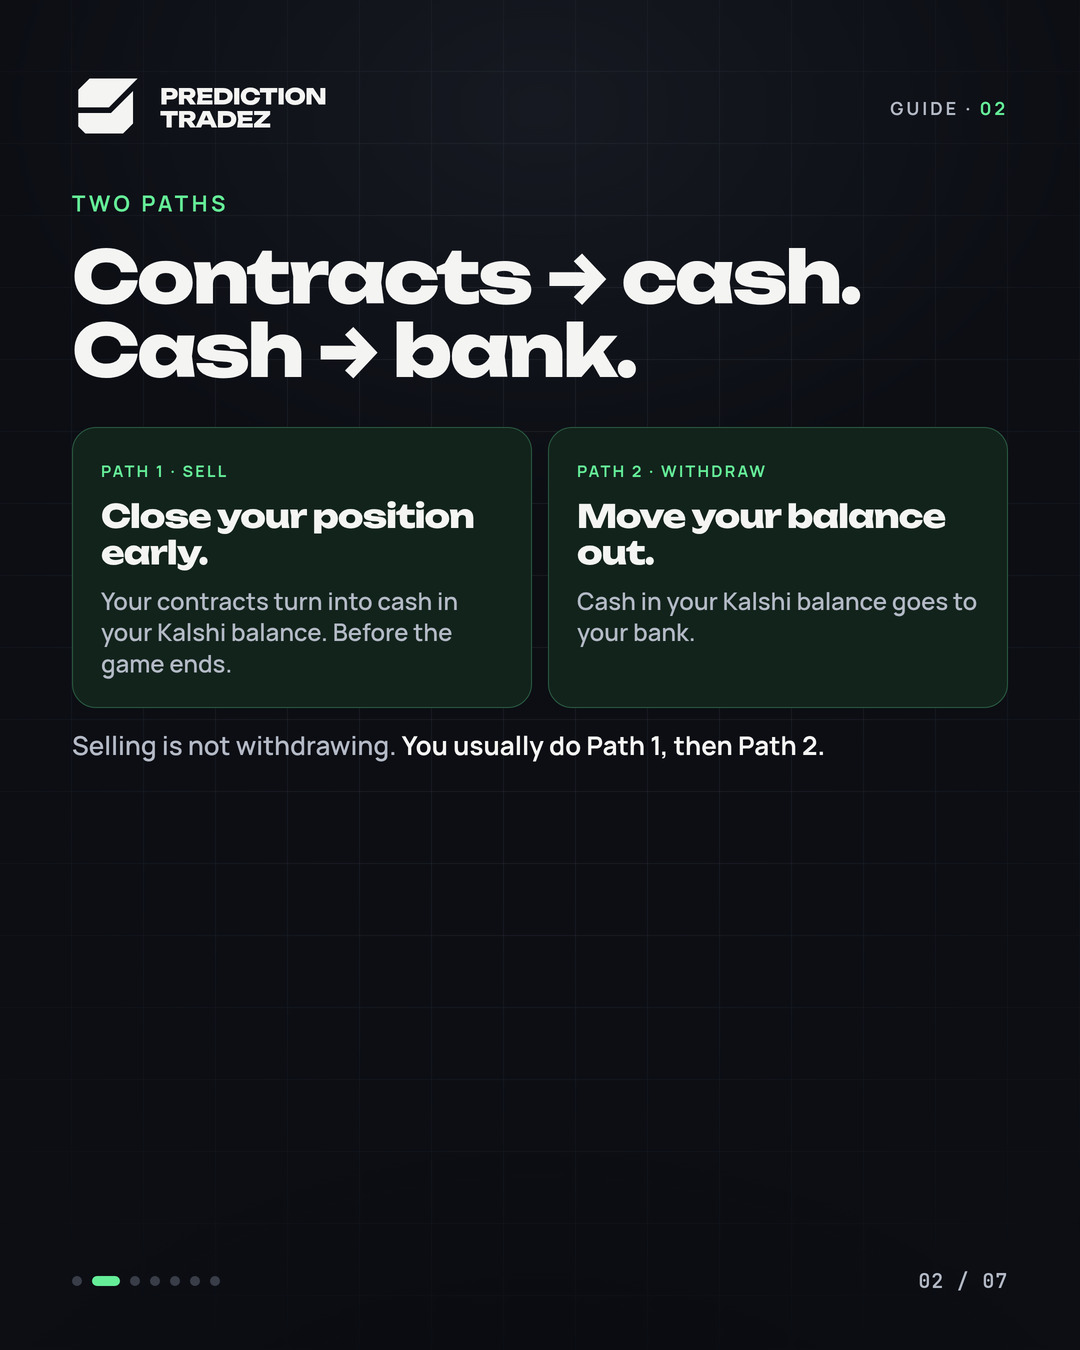 PREDICTION
TRADEZ
GUIDE · 02
TWO PATHS
Contracts → cash.
Cash → bank.
PATH 1 · SELL
Close your position
early.
Your contracts turn into cash in
your Kalshi balance. Before the
game ends.
PATH 2 · WITHDRAW
Move your balance
out.
Cash in your Kalshi balance goes to
your bank.
Selling is not withdrawing. You usually do Path 1, then Path 2.
02 / 07